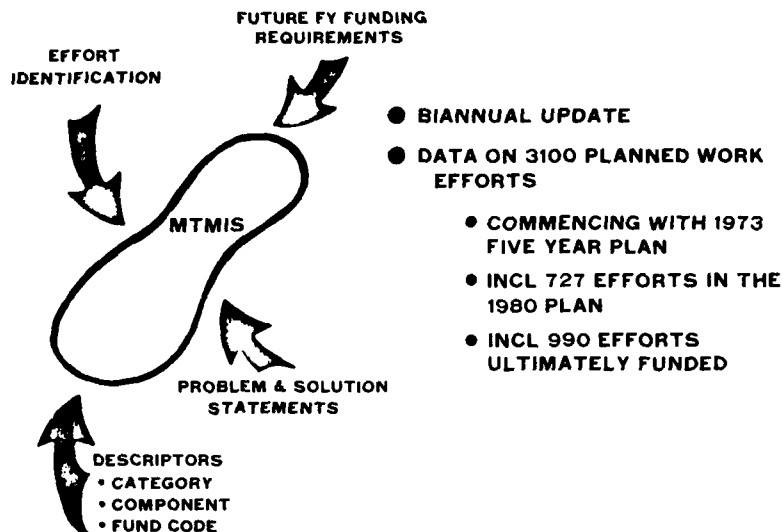 FUTURE FY FUNDING
REQUIREMENTS
EFFORT
IDENTIFICATION
MTMIS
PROBLEM & SOLUTION
STATEMENTS
DESCRIPTORS
• CATEGORY
• COMPONENT
• FUND CODE
● BIANNUAL UPDATE
● DATA ON 3100 PLANNED WORK
EFFORTS
• COMMENCING WITH 1973
FIVE YEAR PLAN
• INCL 727 EFFORTS IN THE
1980 PLAN
• INCL 990 EFFORTS
ULTIMATELY FUNDED